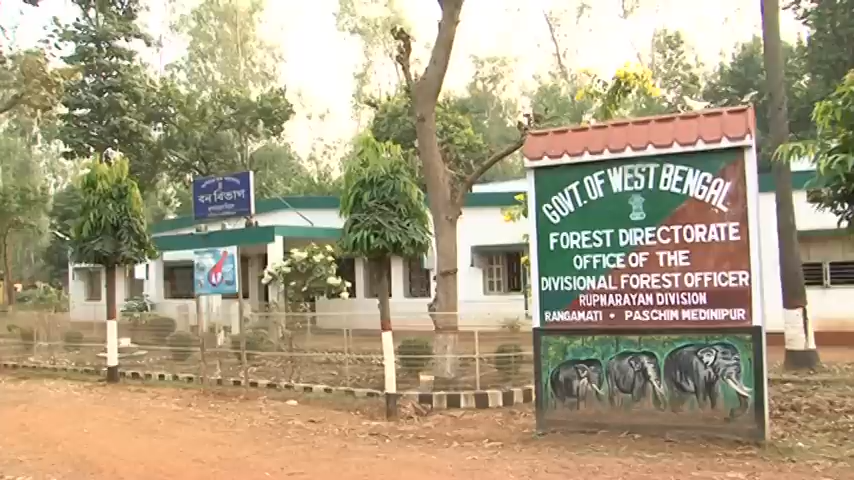 GOVT. OF WEST BENGAL
FOREST DIRECTORATE
OFFICE OF THE
DIVISIONAL FOREST OFFICER
RUPNARAYAN DIVISION
RANGAMATI • PASCHIM MEDINIPUR
বন বিভাগ